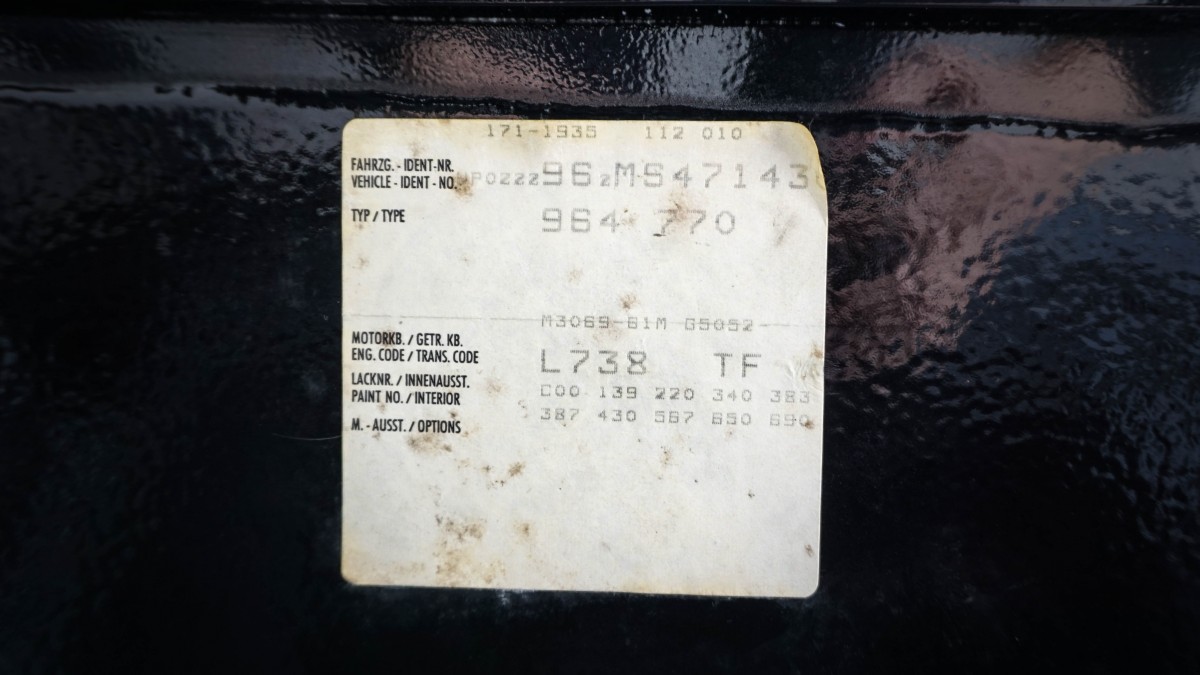 171-1935 112 010
FAHRZG. - IDENT-NR.
VEHICLE - IDENT - NO. WP0ZZZ96ZMS47143
TYP / TYPE 964 770
M3069 61M G5052
MOTORKB. / GETR. KB.
ENG. CODE / TRANS. CODE L738 TF
LACKNR. / INNENAUSST.
PAINT NO. / INTERIOR C00 139 220 340 383
M. - AUSST. / OPTIONS 387 430 567 650 690